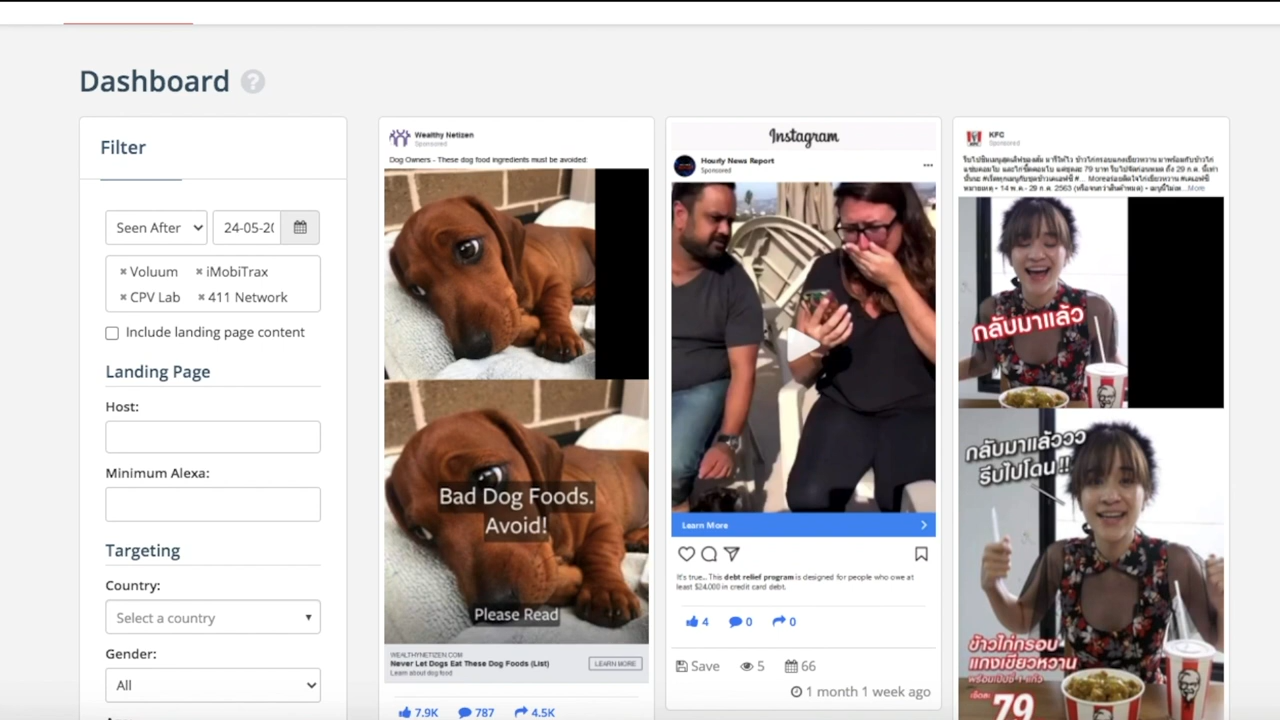 Dashboard ?
Filter
Seen After
24-05-20
× Voluum × iMobiTrax
× CPV Lab × 411 Network
Include landing page content
Landing Page
Host:
Minimum Alexa:
Targeting
Country:
Select a country
Gender:
All
Wealthy Netizen
Sponsored
Dog Owners - These dog food ingredients must be avoided
Bad Dog Foods.
Avoid!
Please Read
WEALTHYNETIZEN.COM
Never Let Dogs Eat These Dog Foods (List)
Learn about dog food
LEARN MORE
7.9K 787 4.5K
Instagram
Hourly News Report
Sponsored
Learn More
It's true... This debt relief program is designed for people who owe at
least $24,000 in credit card debt.
4 0 0
Save 5 66
1 month 1 week ago
KFC
Sponsored
กลับมาแล้ว
กลับมาแล้ววว
รีบไปโดน !!
ข้าวไก่กรอบ
แกงเขียวหวาน
79